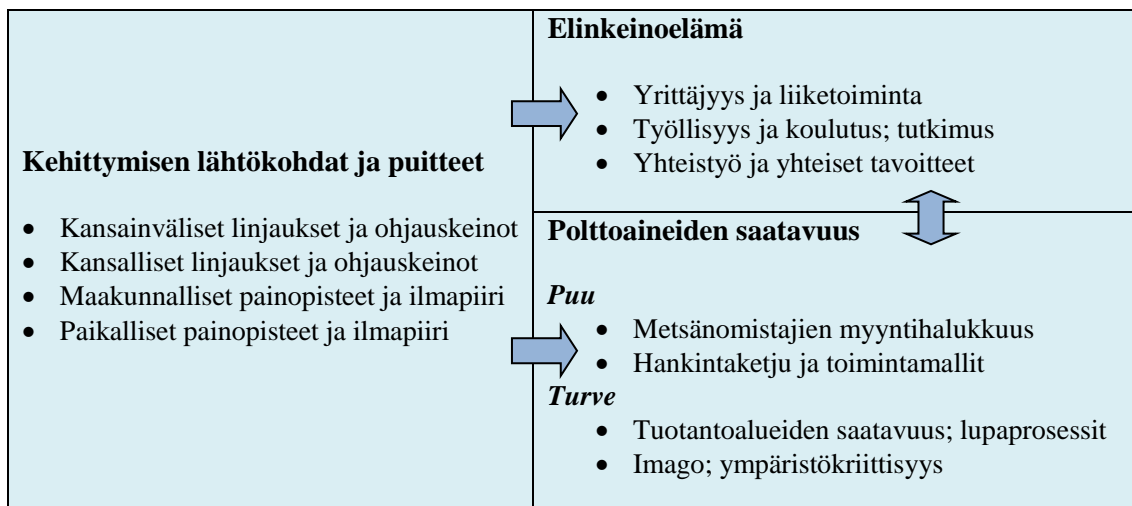 Kehittymisen lähtökohdat ja puitteet
• Kansainväliset linjaukset ja ohjauskeinot
• Kansalliset linjaukset ja ohjauskeinot
• Maakunnalliset painopisteet ja ilmapiiri
• Paikalliset painopisteet ja ilmapiiri
Elinkeinoelämä
• Yrittäjyys ja liiketoiminta
• Työllisyys ja koulutus; tutkimus
• Yhteistyö ja yhteiset tavoitteet
Polttoaineiden saatavuus
Puu
• Metsänomistajien myyntihalukkuus
• Hankintaketju ja toimintamallit
Turve
• Tuotantoalueiden saatavuus; lupaprosessit
• Imago; ympäristökriittisyys